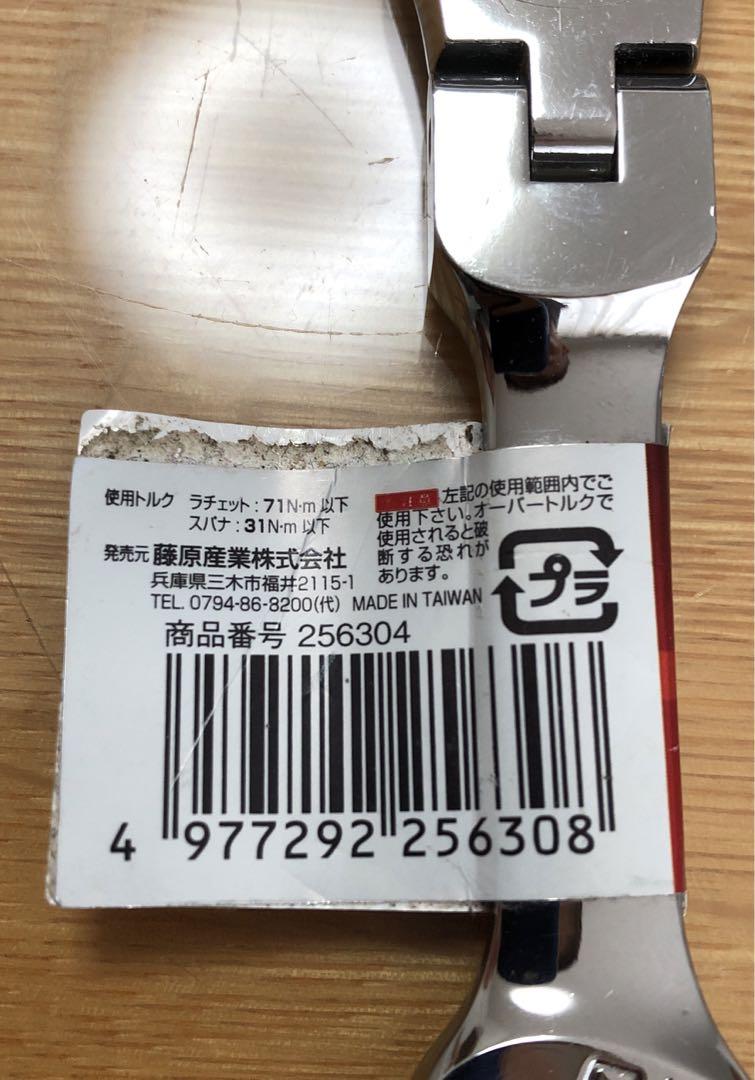 使用トルク ラチェット：71N·m 以下
スパナ：31N·m 以下
左記の使用範囲内でご
使用下さい。オーバートルクで
使用されると破
断する恐れが
あります。
発売元 藤原産業株式会社
兵庫県三木市福井2115-1
TEL. 0794-86-8200(代) MADE IN TAIWAN
プラ
商品番号 256304
4 977292 256308